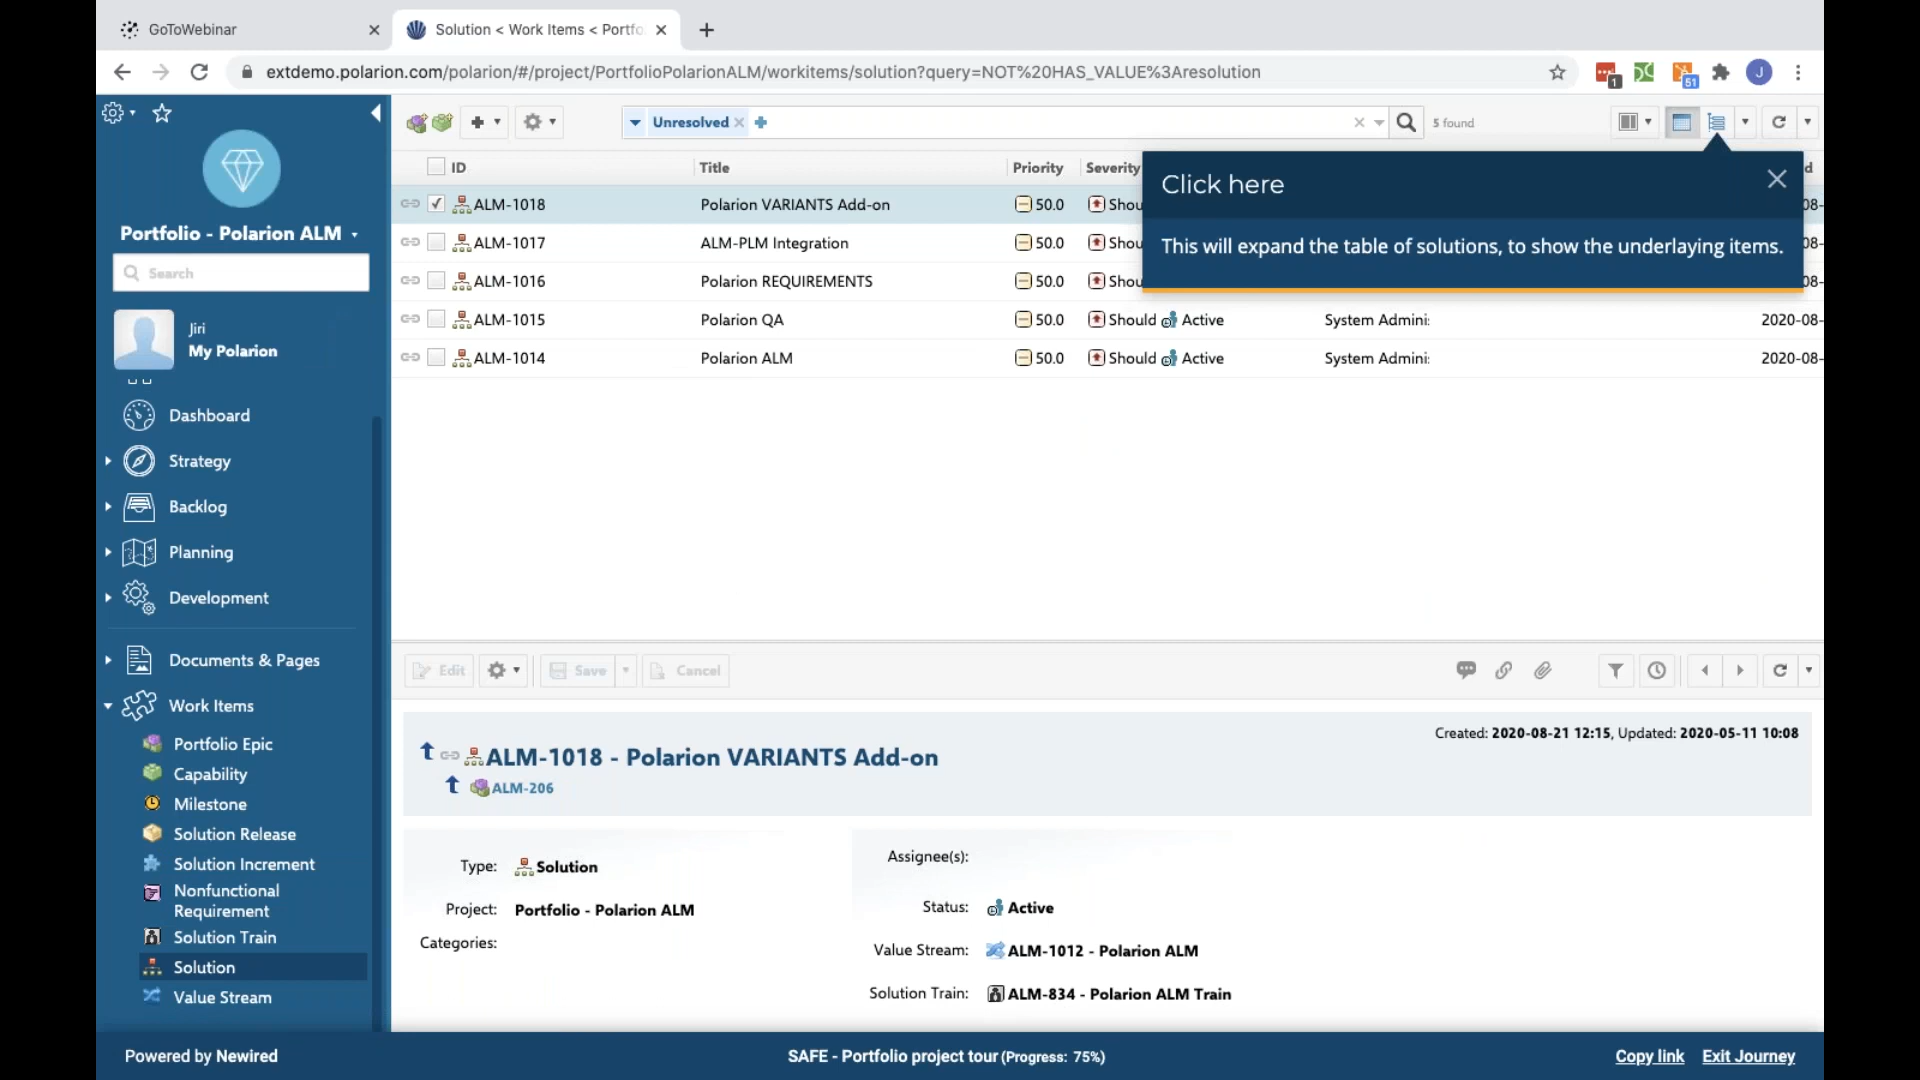 GoToWebinar
Solution < Work Items < Portfo
extdemo.polarion.com/polarion/#/project/PortfolioPolarionALM/workitems/solution?query=NOT%20HAS_VALUE%3Aresolution
1
51
J
Unresolved
5 found
ID Title Priority Severity
ALM-1018 Polarion VARIANTS Add-on 50.0 Shou 08-
ALM-1017 ALM-PLM Integration 50.0 Shou 08-
ALM-1016 Polarion REQUIREMENTS 50.0 Shou 08-
ALM-1015 Polarion QA 50.0 Should Active System Admini 2020-08-
ALM-1014 Polarion ALM 50.0 Should Active System Admini 2020-08-
Click here
This will expand the table of solutions, to show the underlaying items.
Portfolio - Polarion ALM
Search
Jiri
My Polarion
Dashboard
Strategy
Backlog
Planning
Development
Documents & Pages
Work Items
Portfolio Epic
Capability
Milestone
Solution Release
Solution Increment
Nonfunctional
Requirement
Solution Train
Solution
Value Stream
Edit Save Cancel
Created: 2020-08-21 12:15, Updated: 2020-05-11 10:08
ALM-1018 - Polarion VARIANTS Add-on
ALM-206
Type: Solution
Project: Portfolio - Polarion ALM
Categories:
Assignee(s):
Status: Active
Value Stream: ALM-1012 - Polarion ALM
Solution Train: ALM-834 - Polarion ALM Train
Powered by Newired
SAFE - Portfolio project tour (Progress: 75%)
Copy link Exit Journey